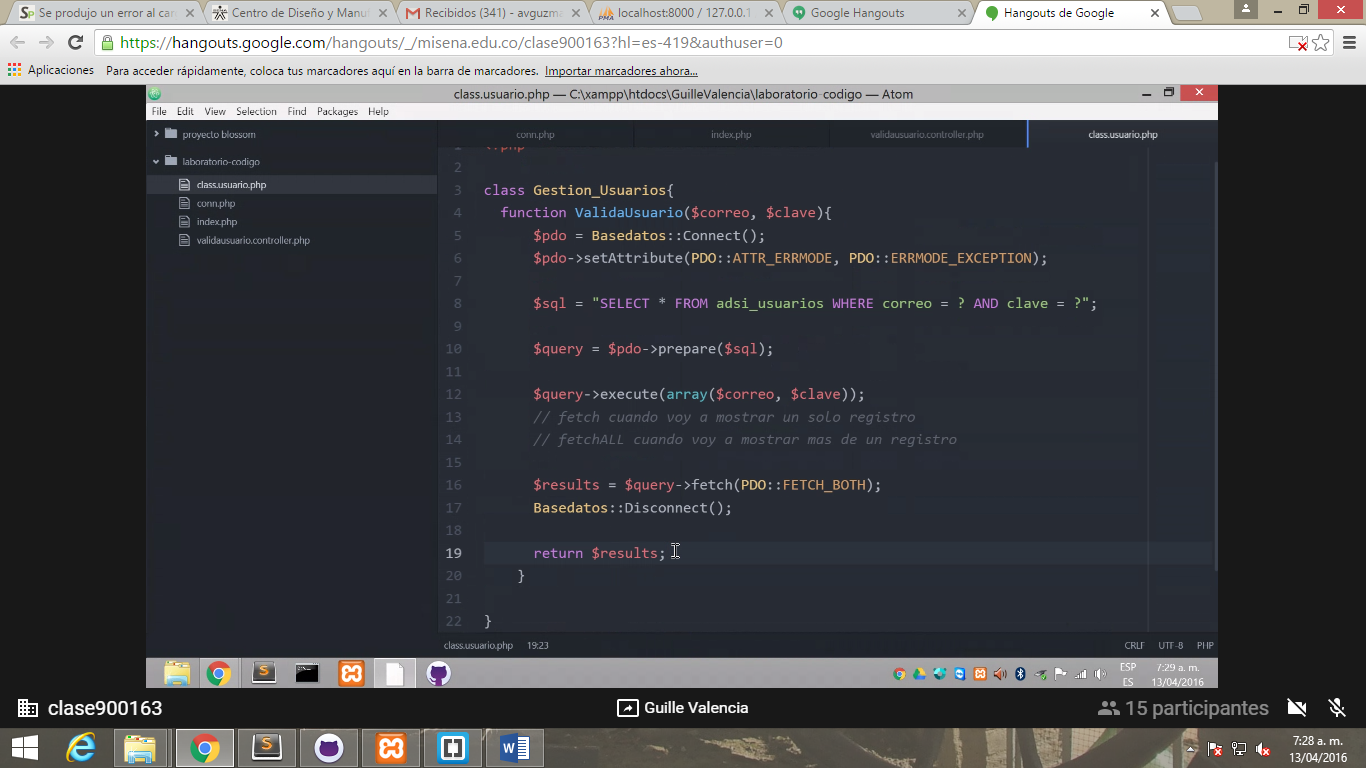 Se produjo un error al car
Centro de Diseño y Manu
Recibidos (341) - avguzma
localhost:8000 / 127.0.0.1
Google Hangouts
Hangouts de Google
https://hangouts.google.com/hangouts/_/misena.edu.co/clase900163?hl=es-419&authuser=0
Aplicaciones Para acceder rápidamente, coloca tus marcadores aquí en la barra de marcadores. Importar marcadores ahora...
class.usuario.php — C:\xampp\htdocs\GuilleValencia\laboratorio-codigo — Atom
File Edit View Selection Find Packages Help
proyecto blossom
laboratorio-codigo
class.usuario.php
conn.php
index.php
validausuario.controller.php
conn.php index.php validausuario.controller.php class.usuario.php
1 <?php
2
3 class Gestion_Usuarios{
4 function ValidaUsuario($correo, $clave){
5 $pdo = Basedatos::Connect();
6 $pdo->setAttribute(PDO::ATTR_ERRMODE, PDO::ERRMODE_EXCEPTION);
7
8 $sql = "SELECT * FROM adsi_usuarios WHERE correo = ? AND clave = ?";
9
10 $query = $pdo->prepare($sql);
11
12 $query->execute(array($correo, $clave));
13 // fetch cuando voy a mostrar un solo registro
14 // fetchALL cuando voy a mostrar mas de un registro
15
16 $results = $query->fetch(PDO::FETCH_BOTH);
17 Basedatos::Disconnect();
18
19 return $results;
20 }
21
22 }
class.usuario.php 19:23 CRLF UTF-8 PHP
ESP
ES
7:29 a. m.
13/04/2016
clase900163
Guille Valencia
15 participantes
7:28 a. m.
13/04/2016